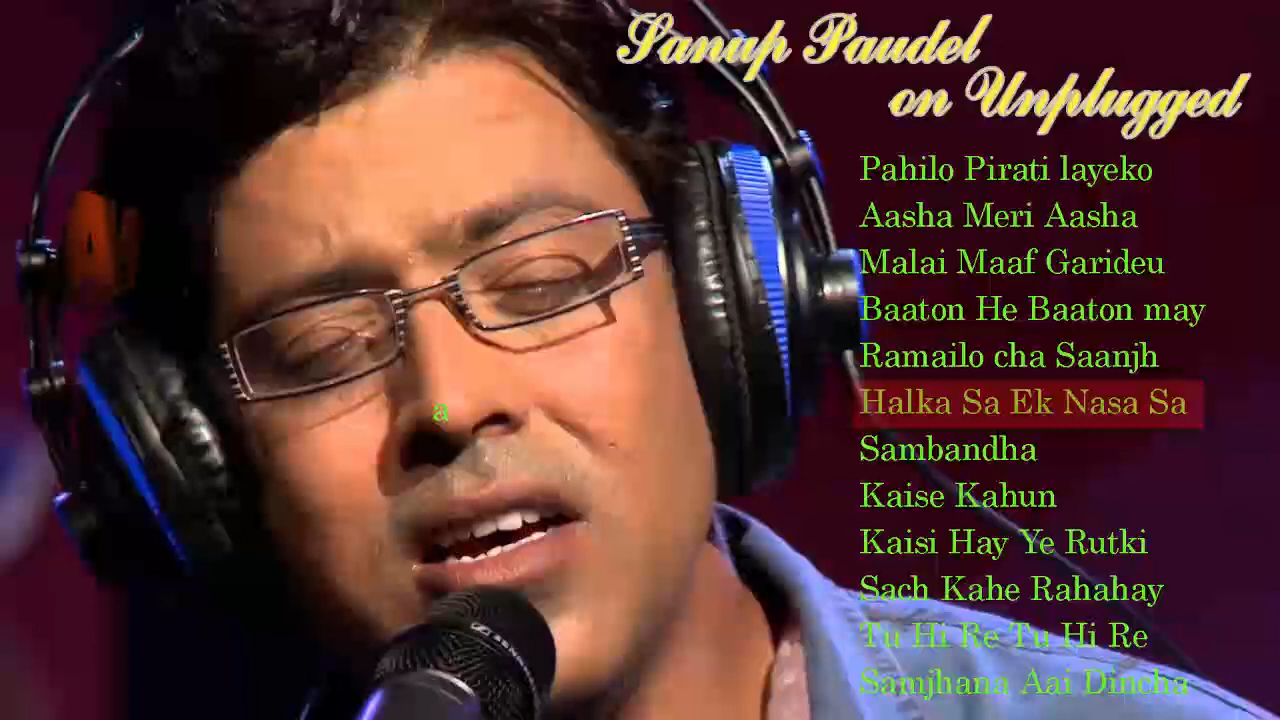 Sanup Paudel
on Unplugged
Pahilo Pirati layeko
Aasha Meri Aasha
Malai Maaf Garideu
Baaton He Baaton may
Ramailo cha Saanjh
Halka Sa Ek Nasa Sa
a
Sambandha
Kaise Kahun
Kaisi Hay Ye Rutki
Sach Kahe Rahahay
Tu Hi Re Tu Hi Re
Samjhana Aai Dincha